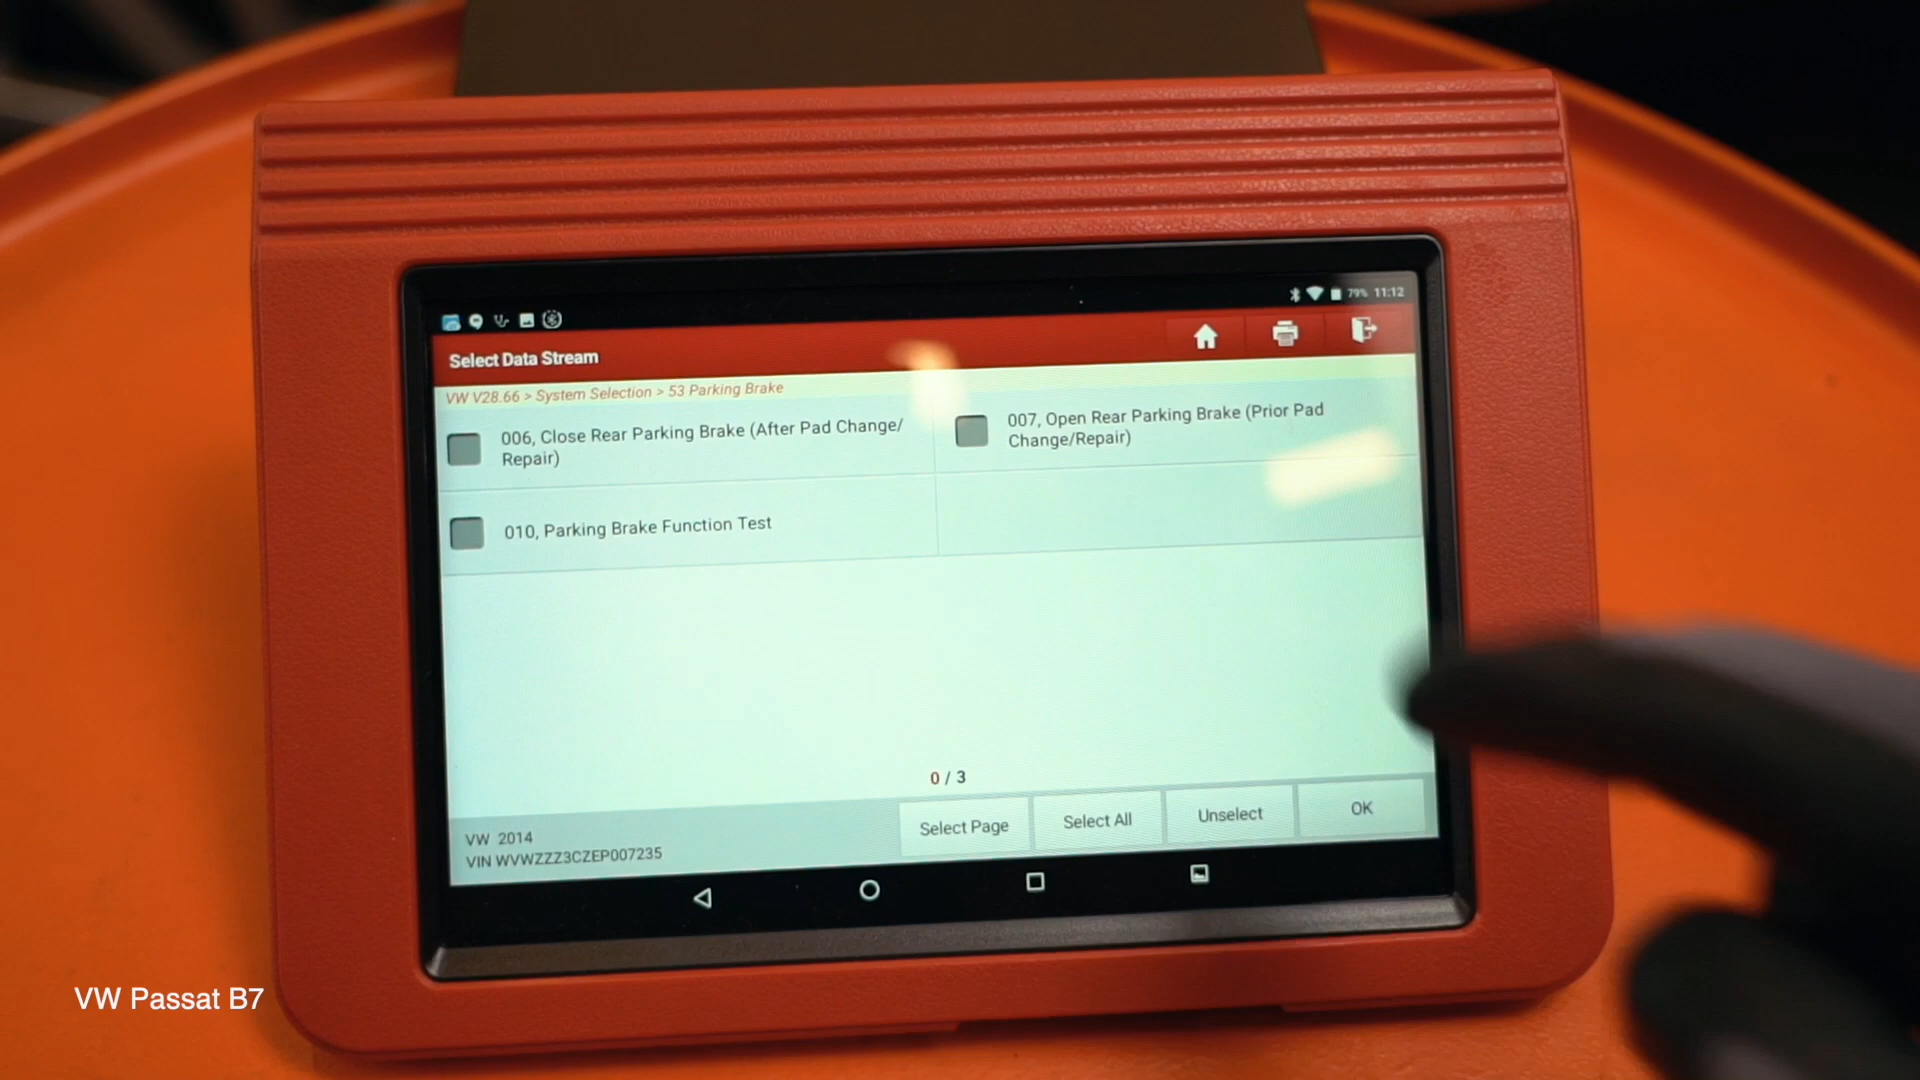 79% 11:12
Select Data Stream
VW V28.66 > System Selection > 53 Parking Brake
006, Close Rear Parking Brake (After Pad Change/
Repair)
007, Open Rear Parking Brake (Prior Pad
Change/Repair)
010, Parking Brake Function Test
0 / 3
Select Page
Select All
Unselect
OK
VW 2014
VIN WVWZZZ3CZEP007235
VW Passat B7